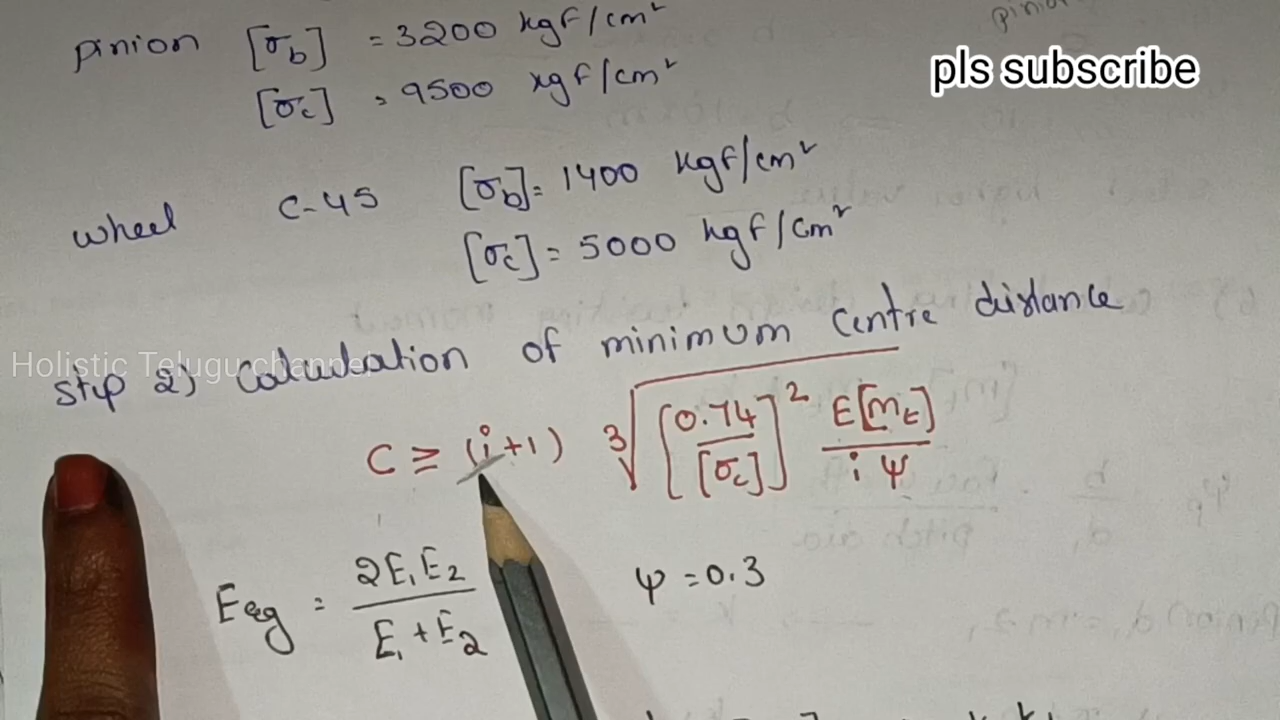 pinion [σb] = 3200 kgf/cm²
[σc] = 9500 kgf/cm²
pls subscribe
wheel C-45 [σb] = 1400 kgf/cm²
[σc] = 5000 kgf/cm²
Holistic Telugu channel
Step 2) Calculation of minimum centre distance
C ≥ (i+1) ∛([0.74/[σc]]² E[Mt]/iψ)
Eeq = 2E₁E₂/E₁+E₂ ψ = 0.3